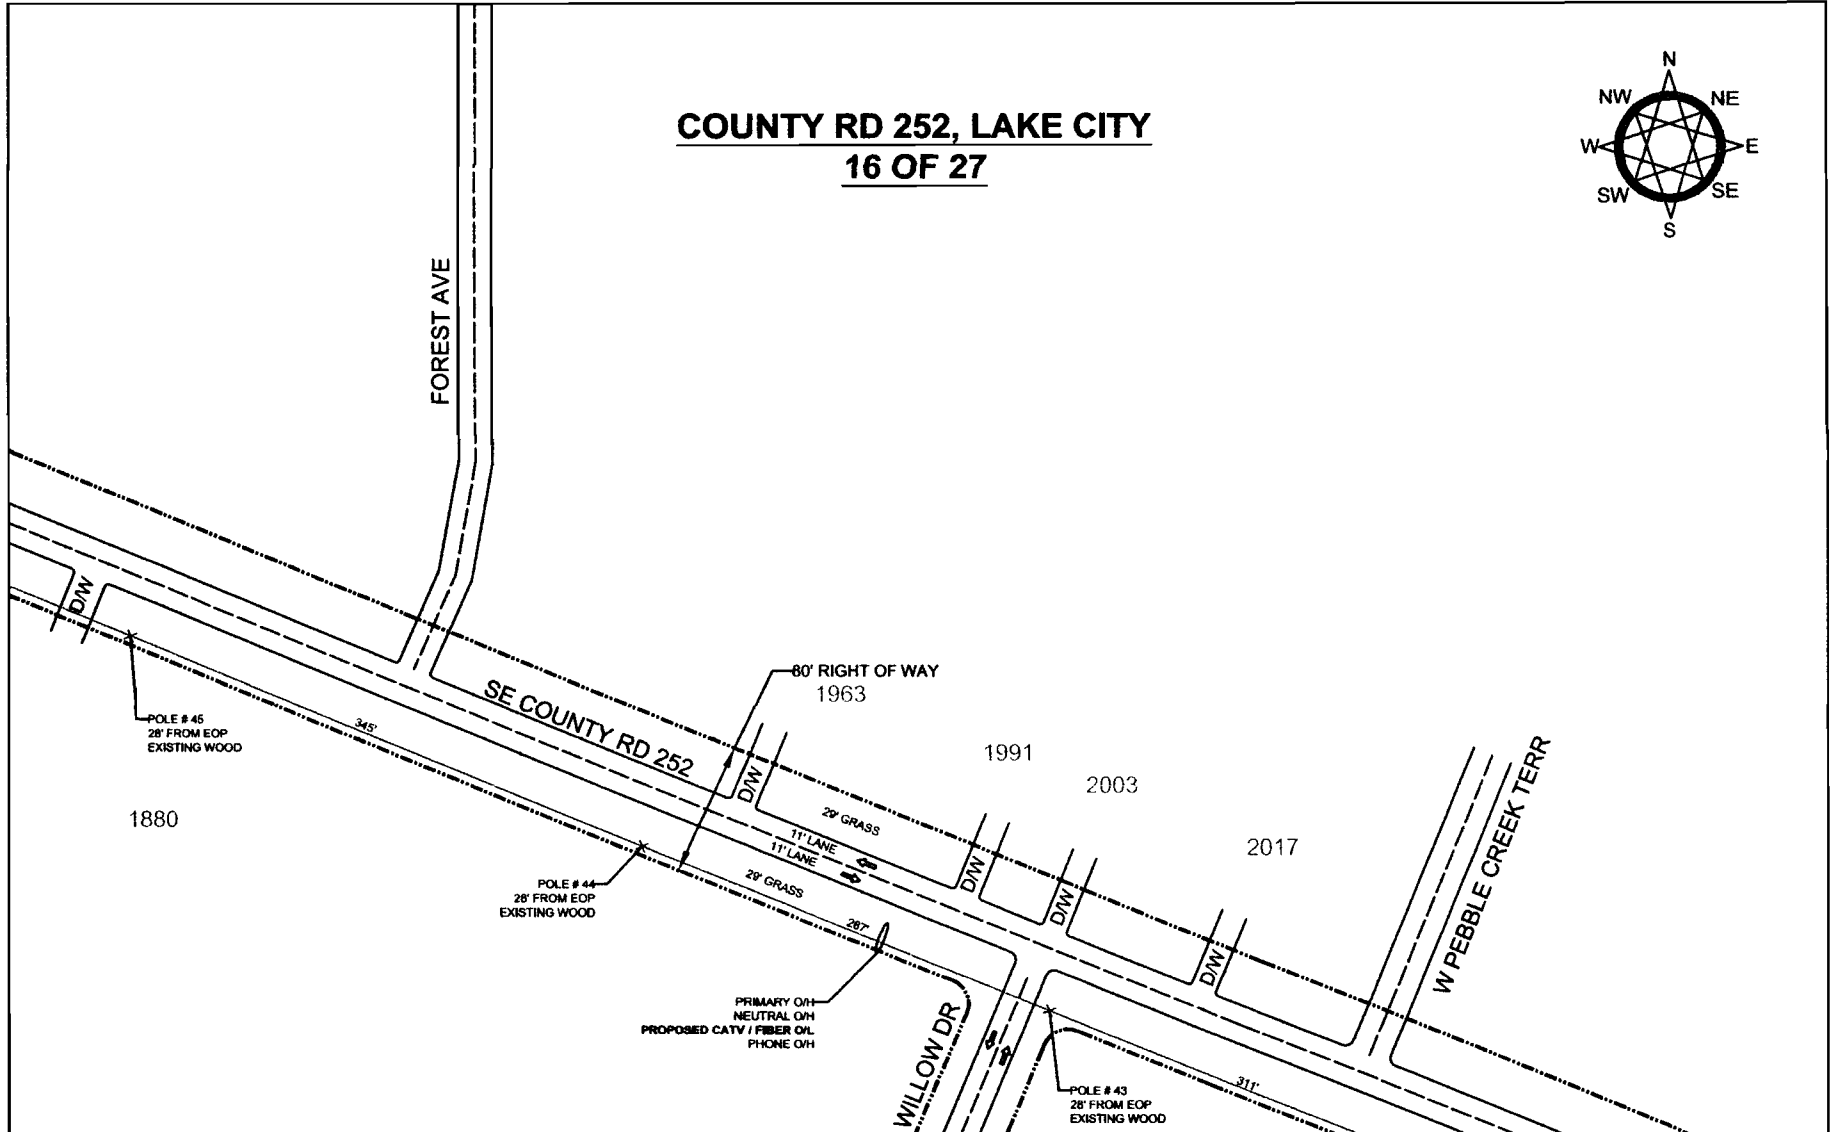 COUNTY RD 252, LAKE CITY
16 OF 27
N
NW
NE
W
E
SW
SE
S
FOREST AVE
D/W
80' RIGHT OF WAY
1963
SE COUNTY RD 252
POLE # 45
28' FROM EOP
EXISTING WOOD
345'
1991
D/W
2003
1880
29' GRASS
11' LANE
11' LANE
2017
W PEBBLE CREEK TERR
POLE # 44
28' FROM EOP
EXISTING WOOD
29' GRASS
D/W
D/W
287'
D/W
PRIMARY O/H
NEUTRAL O/H
PROPOSED CATV / FIBER O/L
PHONE O/H
WILLOW DR
POLE # 43
28' FROM EOP
EXISTING WOOD
311'